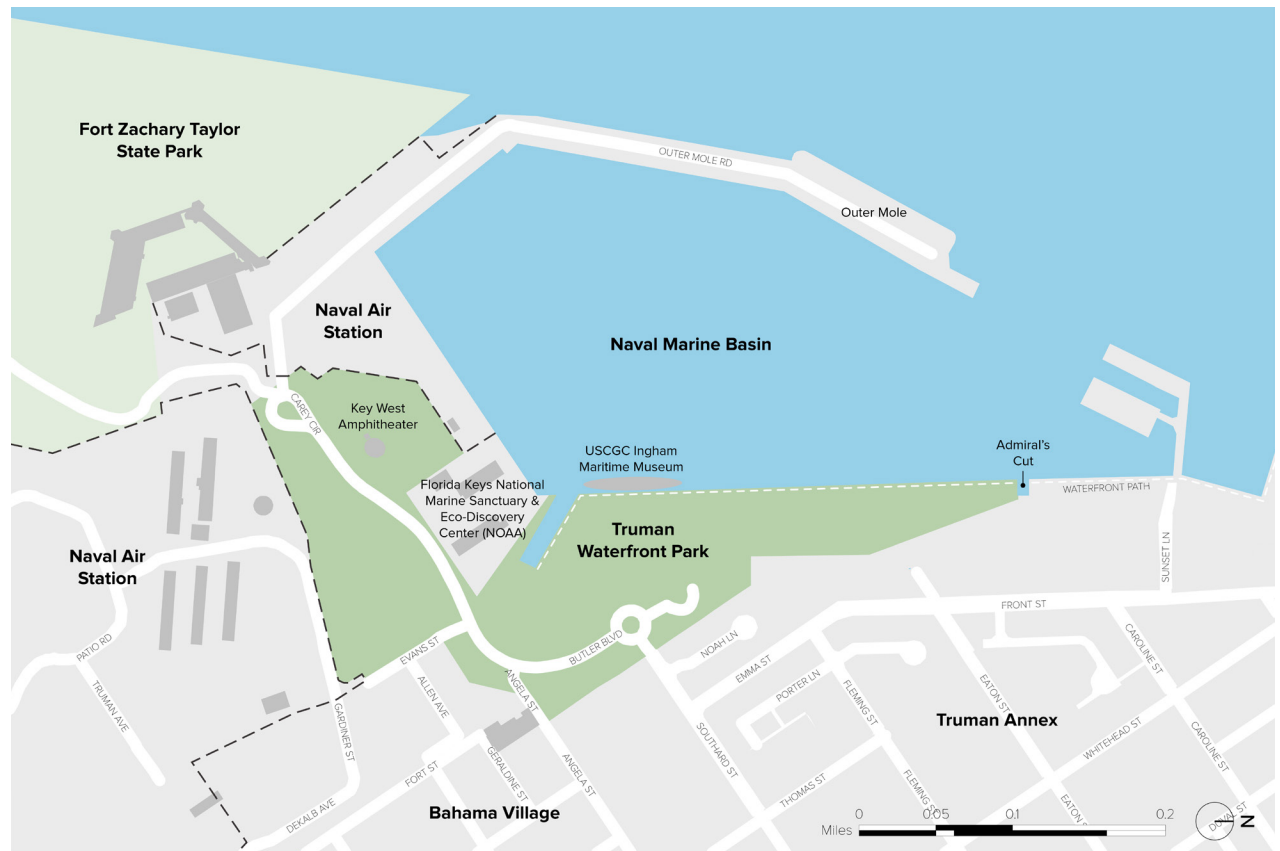 Fort Zachary Taylor
State Park
OUTER MOLE RD
Outer Mole
Naval Air
Station
Naval Marine Basin
CAREY CIR
Key West
Amphitheater
USCGC Ingham
Maritime Museum
Admiral's
Cut
WATERFRONT PATH
Florida Keys National
Marine Sanctuary &
Eco-Discovery
Center (NOAA)
Truman
Waterfront Park
Naval Air
Station
SUNSET LN
FRONT ST
PATIO RD
TRUMAN AVE
EVANS ST
BUTLER BLVD
NOAH LN
EMMA ST
PORTER LN
CAROLINE ST
ALLEN AVE
ANGELA ST
FLEMING ST
EATON ST
GARDINER ST
SOUTHARD ST
Truman Annex
WHITEHEAD ST
CAROLINE ST
FORT ST
GERALDINE ST
ANGELA ST
THOMAS ST
FLEMING S
EATON S
DEKALB AVE
Bahama Village
DUVAL ST
Miles
0
0.05
0.1
0.2
N